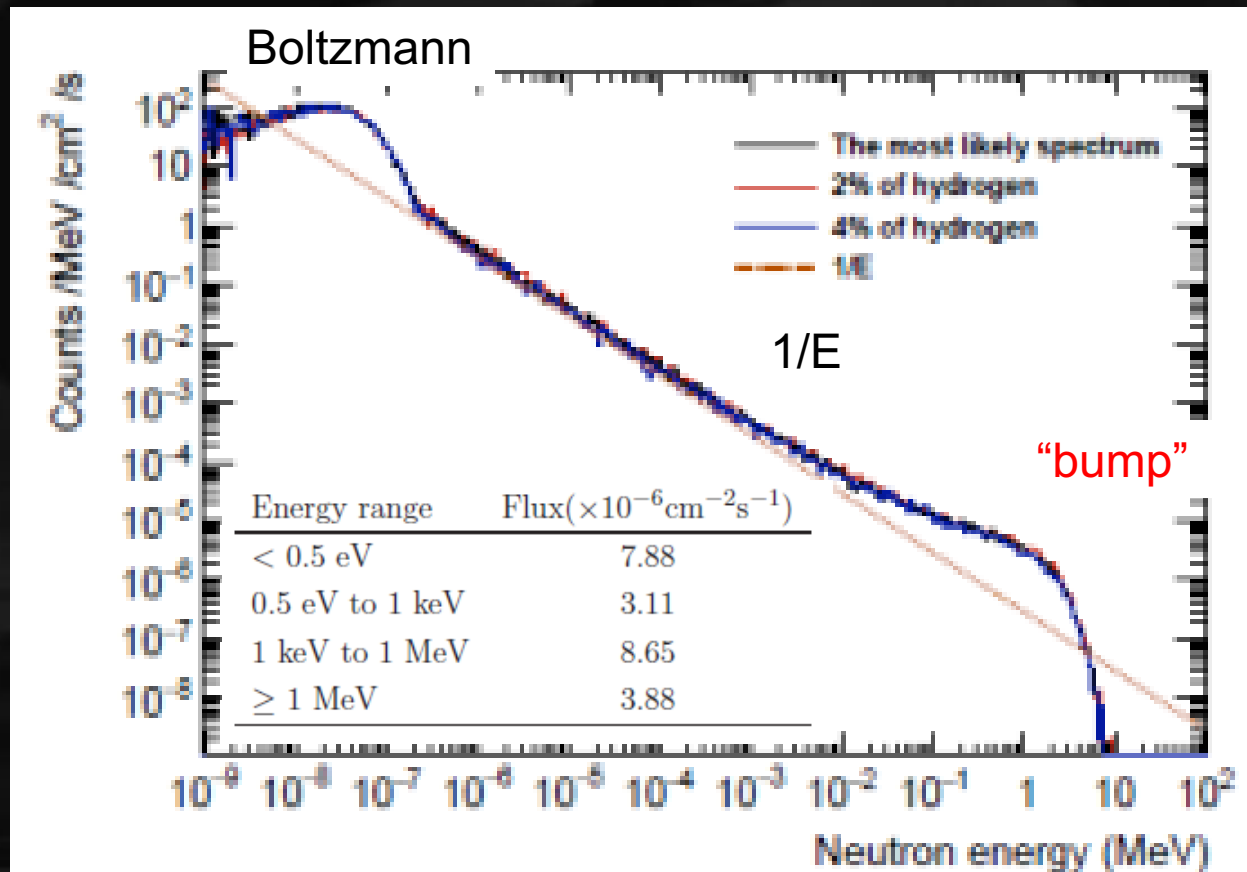 Boltzmann
Counts /MeV /cm² /s
10²
10
1
10⁻¹
10⁻²
10⁻³
10⁻⁴
10⁻⁵
10⁻⁶
10⁻⁷
10⁻⁸
The most likely spectrum
2% of hydrogen
4% of hydrogen
1/E
1/E
“bump”
Energy range Flux(×10⁻⁶cm⁻²s⁻¹)
< 0.5 eV 7.88
0.5 eV to 1 keV 3.11
1 keV to 1 MeV 8.65
≥ 1 MeV 3.88
10⁻⁹ 10⁻⁸ 10⁻⁷ 10⁻⁶ 10⁻⁵ 10⁻⁴ 10⁻³ 10⁻² 10⁻¹ 1 10 10²
Neutron energy (MeV)